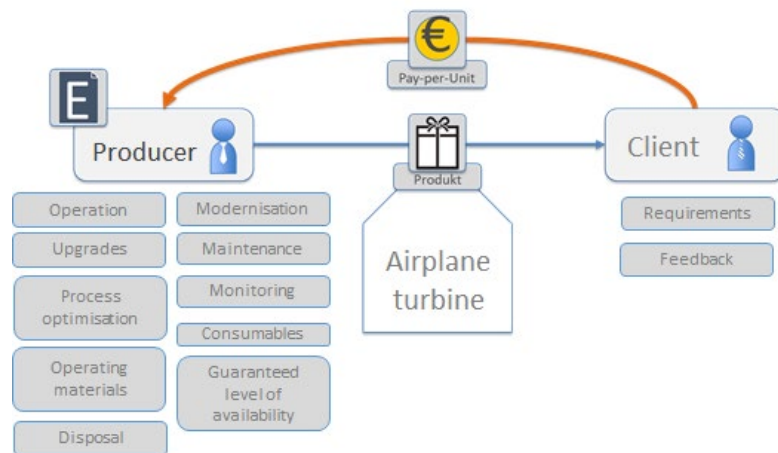 €
Pay-per-Unit
E
Producer
Client
Produkt
Operation
Modernisation
Requirements
Upgrades
Maintenance
Feedback
Airplane
turbine
Process
optimisation
Monitoring
Consumables
Operating
materials
Guaranteed
level of
availability
Disposal